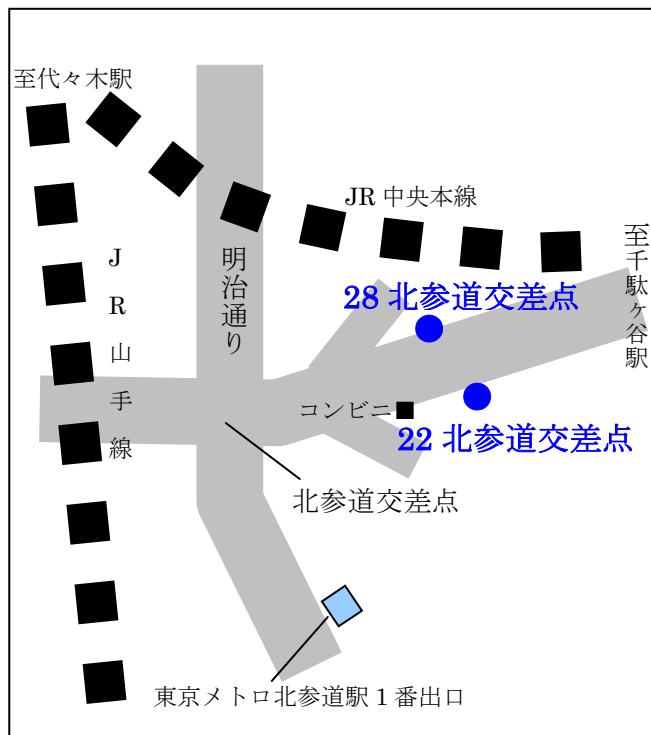 至代々木駅
JR 中央本線
至千駄ヶ谷駅
JR山手線
明治通り
28 北参道交差点
コンビニ
22 北参道交差点
北参道交差点
東京メトロ北参道駅 1 番出口